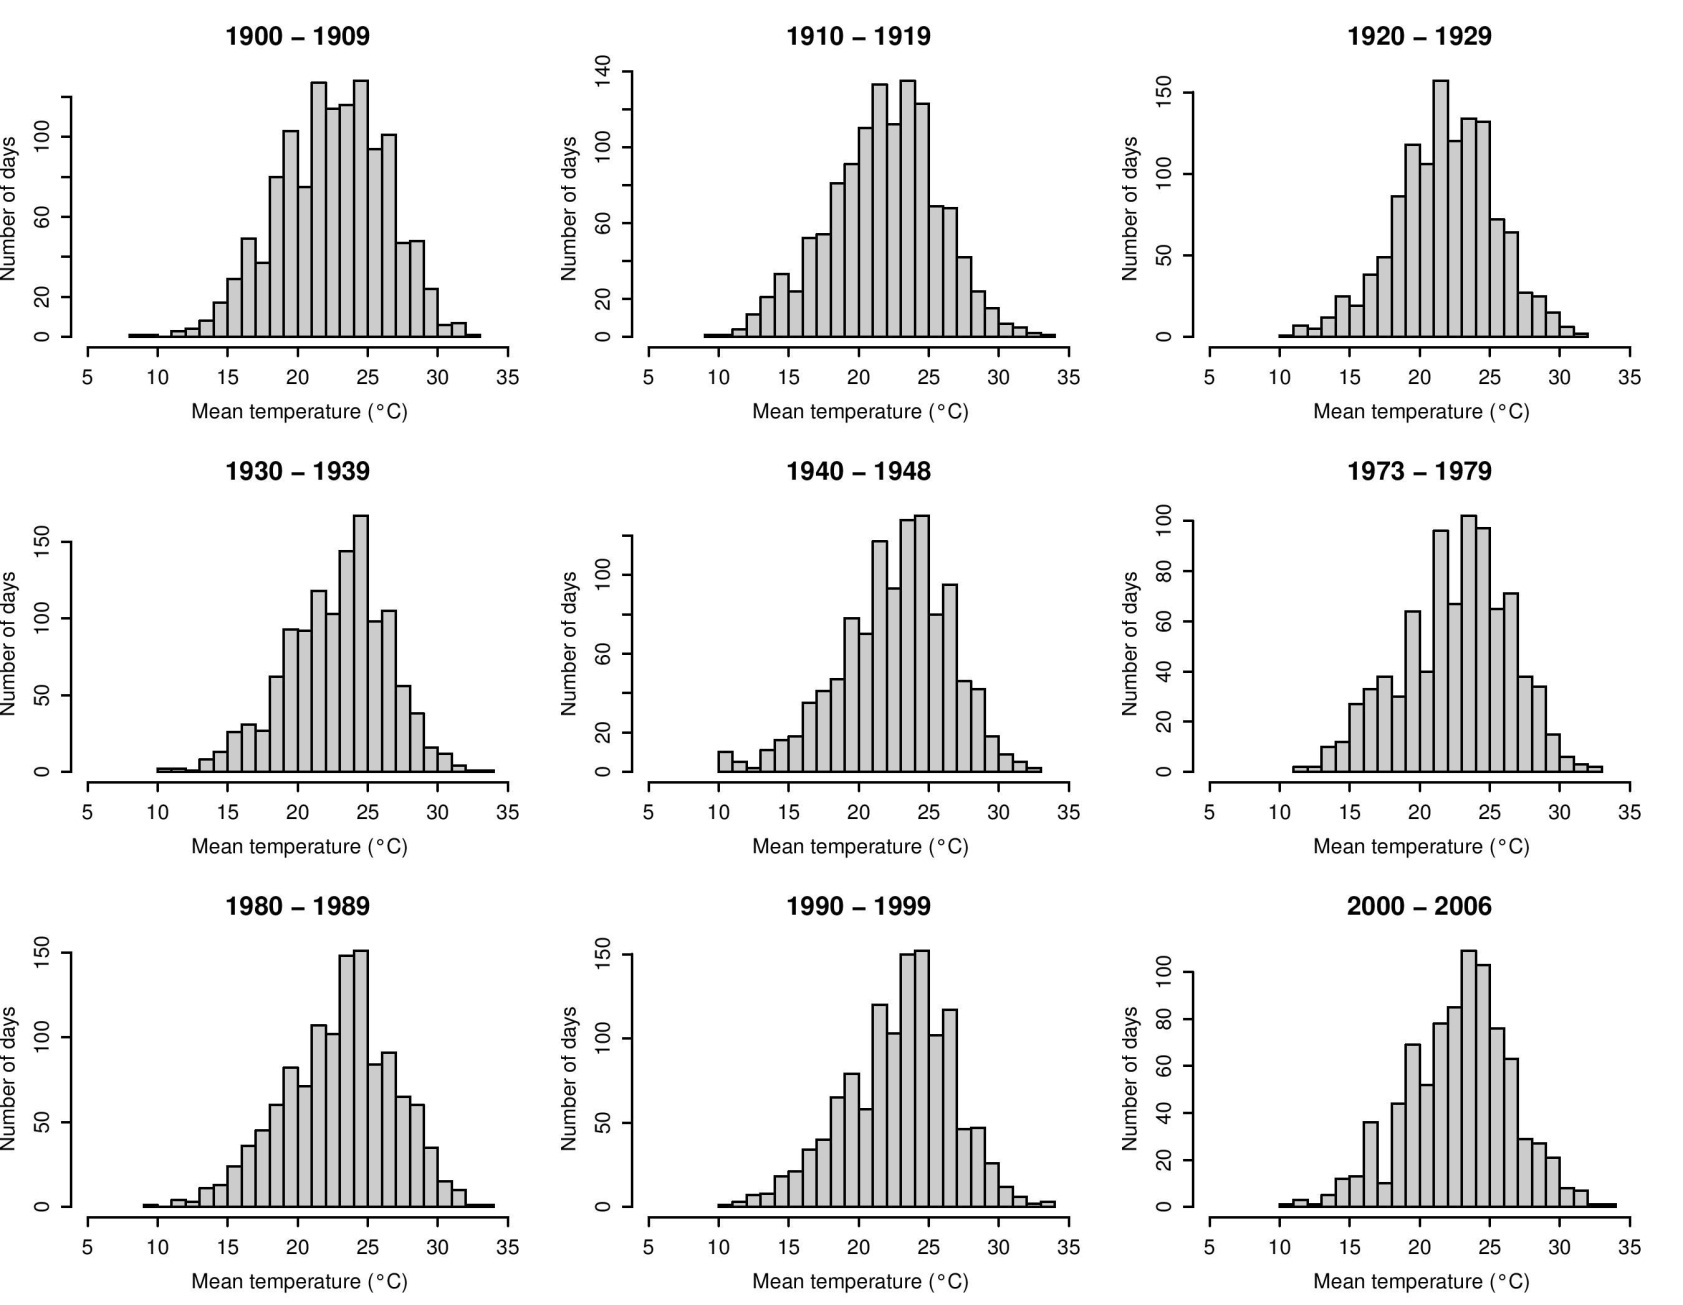 1900 – 1909
Number of days
0 20 60 100
5 10 15 20 25 30 35
Mean temperature (°C)
1910 – 1919
Number of days
0 20 60 100 140
5 10 15 20 25 30 35
Mean temperature (°C)
1920 – 1929
Number of days
0 50 100 150
5 10 15 20 25 30 35
Mean temperature (°C)
1930 – 1939
Number of days
0 50 100 150
5 10 15 20 25 30 35
Mean temperature (°C)
1940 – 1948
Number of days
0 20 60 100
5 10 15 20 25 30 35
Mean temperature (°C)
1973 – 1979
Number of days
0 20 40 60 80 100
5 10 15 20 25 30 35
Mean temperature (°C)
1980 – 1989
Number of days
0 50 100 150
5 10 15 20 25 30 35
Mean temperature (°C)
1990 – 1999
Number of days
0 50 100 150
5 10 15 20 25 30 35
Mean temperature (°C)
2000 – 2006
Number of days
0 20 40 60 80 100
5 10 15 20 25 30 35
Mean temperature (°C)